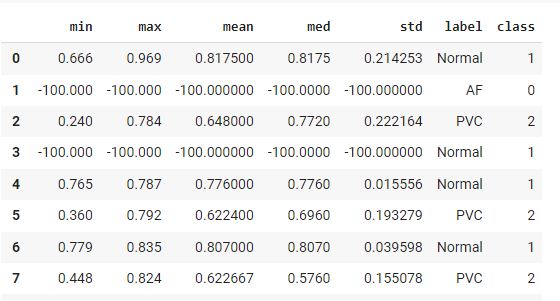 min max mean med std label class
0 0.666 0.969 0.817500 0.8175 0.214253 Normal 1
1 -100.000 -100.000 -100.000000 -100.0000 -100.000000 AF 0
2 0.240 0.784 0.648000 0.7720 0.222164 PVC 2
3 -100.000 -100.000 -100.000000 -100.0000 -100.000000 Normal 1
4 0.765 0.787 0.776000 0.7760 0.015556 Normal 1
5 0.360 0.792 0.622400 0.6960 0.193279 PVC 2
6 0.779 0.835 0.807000 0.8070 0.039598 Normal 1
7 0.448 0.824 0.622667 0.5760 0.155078 PVC 2